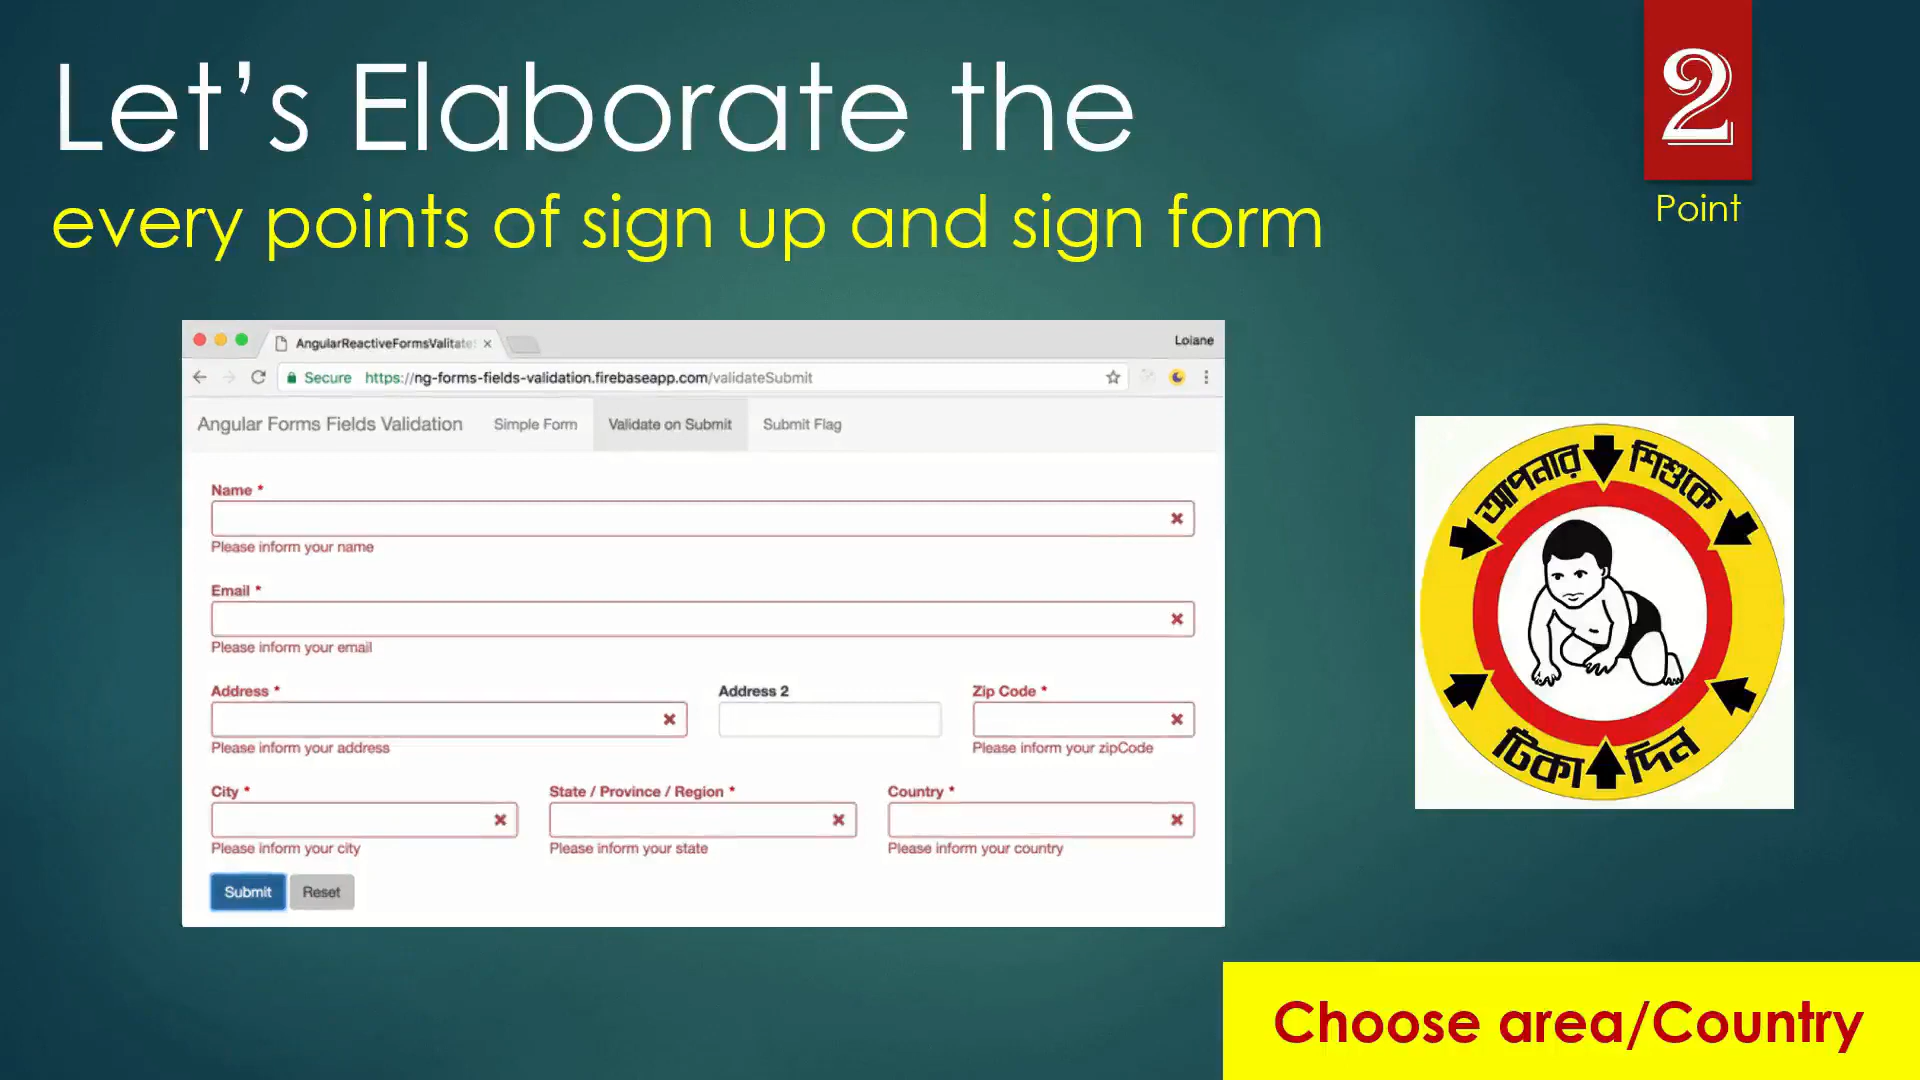 Let's Elaborate the
every points of sign up and sign form
2
Point
AngularReactiveFormsValitate
Loiane
Secure https://ng-forms-fields-validation.firebaseapp.com/validateSubmit
Angular Forms Fields Validation Simple Form Validate on Submit Submit Flag
Name *
Please inform your name
Email *
Please inform your email
Address * Address 2 Zip Code *
Please inform your address Please inform your zipCode
City * State / Province / Region * Country *
Please inform your city Please inform your state Please inform your country
Submit Reset
আপনার শিশুকে
টিকা দিন
Choose area/Country